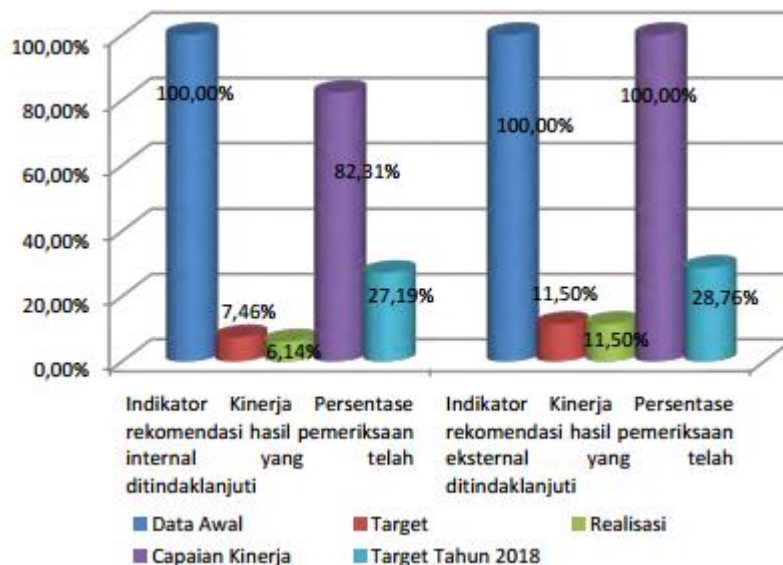 100,00%
80,00%
60,00%
40,00%
20,00%
0,00%
100,00%
7,46%
6,14%
82,31%
27,19%
100,00%
11,50%
11,50%
100,00%
28,76%
Indikator Kinerja Persentase
rekomendasi hasil pemeriksaan
internal yang telah
ditindaklanjuti
Indikator Kinerja Persentase
rekomendasi hasil pemeriksaan
eksternal yang telah
ditindaklanjuti
Data Awal Target Realisasi
Capaian Kinerja Target Tahun 2018